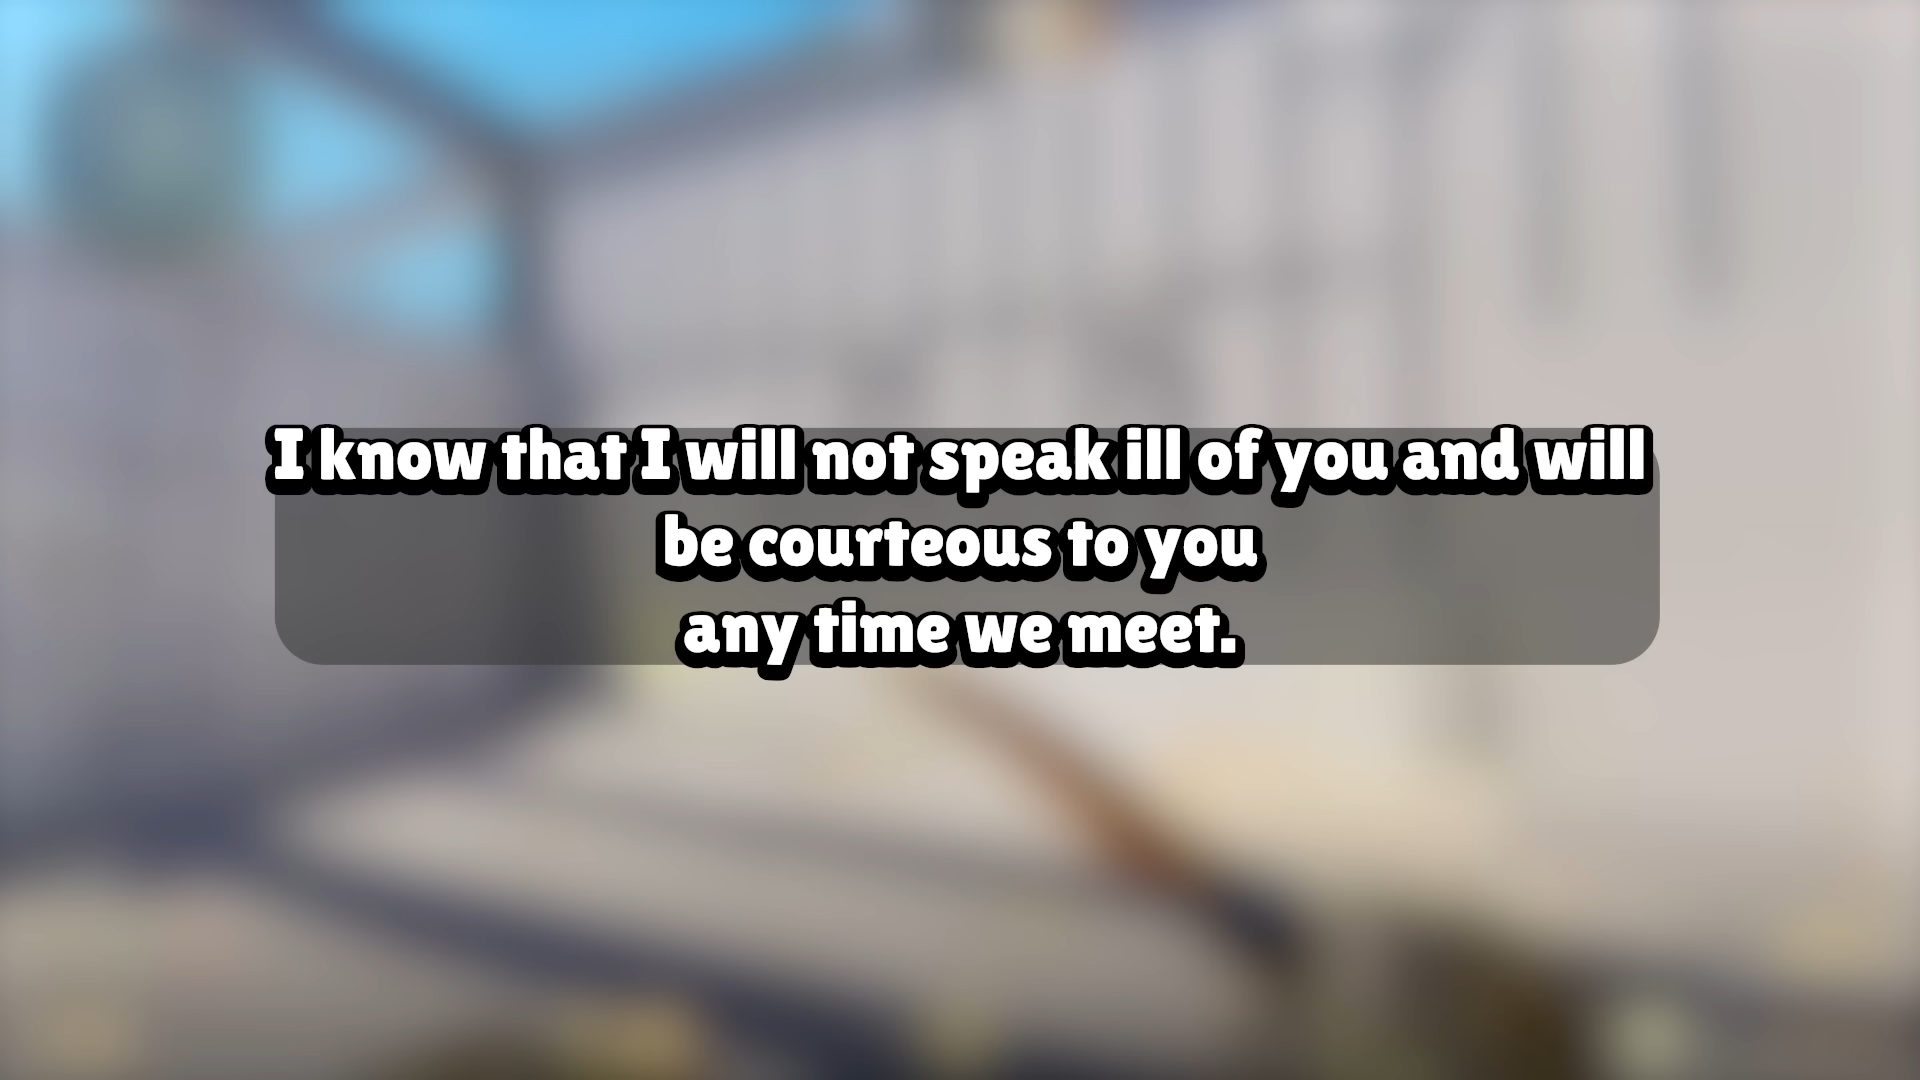 I know that I will not speak ill of you and will
be courteous to you
any time we meet.